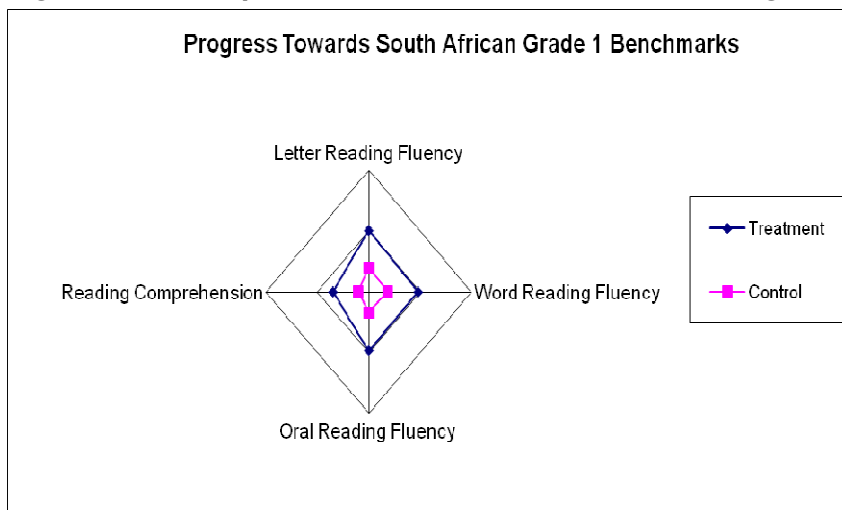 Progress Towards South African Grade 1 Benchmarks
Letter Reading Fluency
Treatment
Reading Comprehension
Word Reading Fluency
Control
Oral Reading Fluency